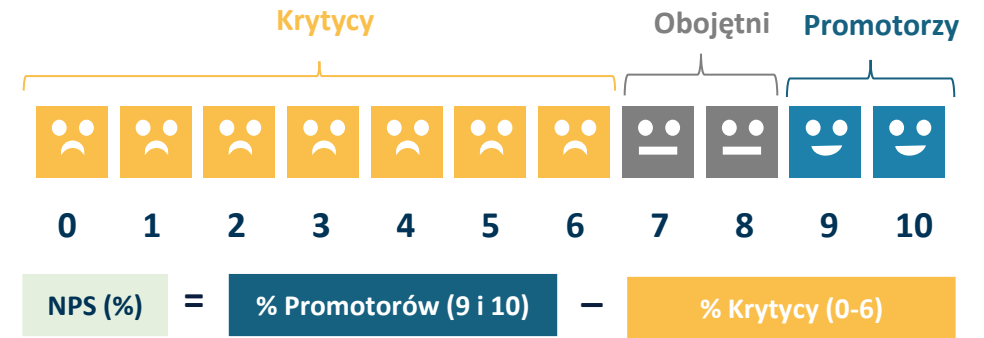 Krytycy Obojętni Promotorzy
0 1 2 3 4 5 6 7 8 9 10
NPS (%) = % Promotorów (9 i 10) – % Krytycy (0-6)